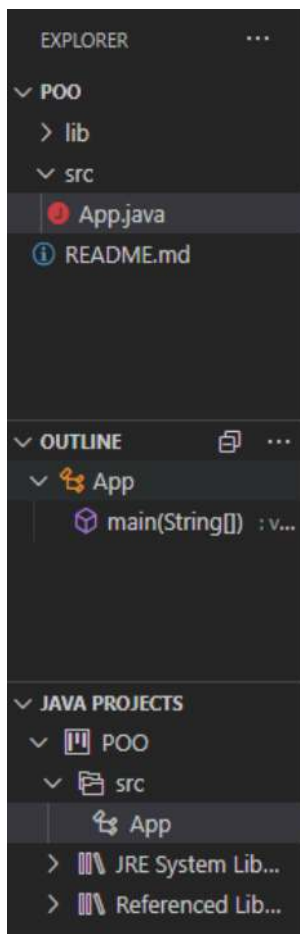 EXPLORER ...
POO
lib
src
App.java
README.md
OUTLINE ...
App
main(String[]) : v...
JAVA PROJECTS
POO
src
App
JRE System Lib...
Referenced Lib...